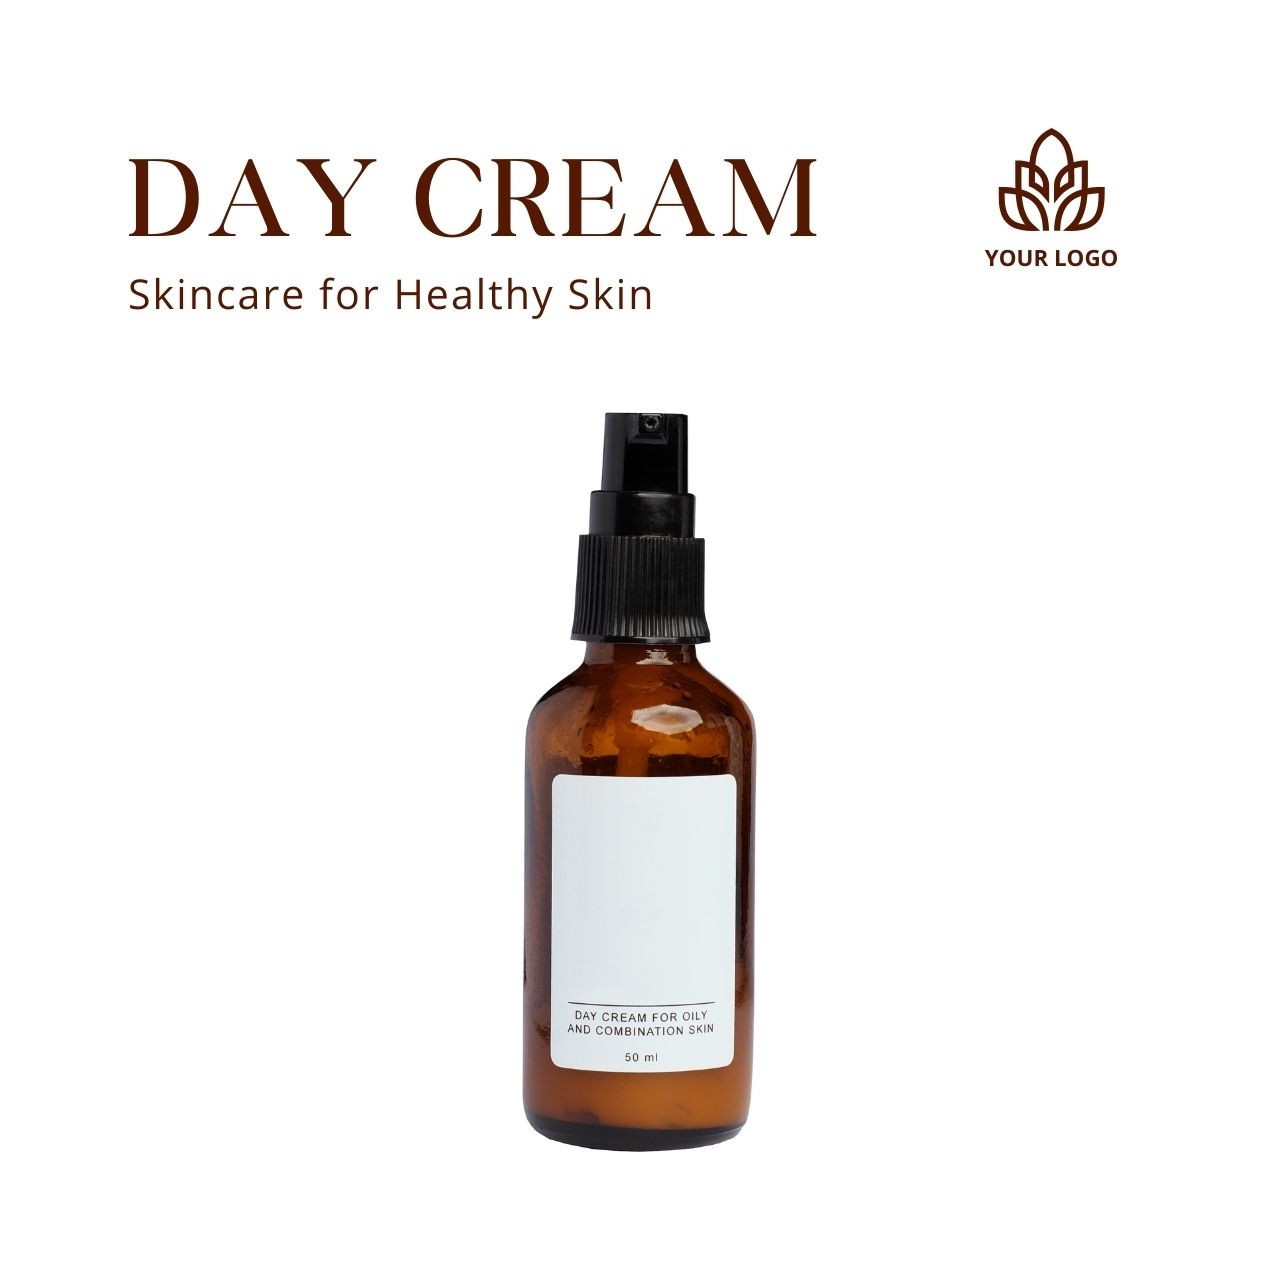 DAY CREAM
Skincare for Healthy Skin
YOUR LOGO
DAY CREAM FOR OILY
AND COMBINATION SKIN
50 ml